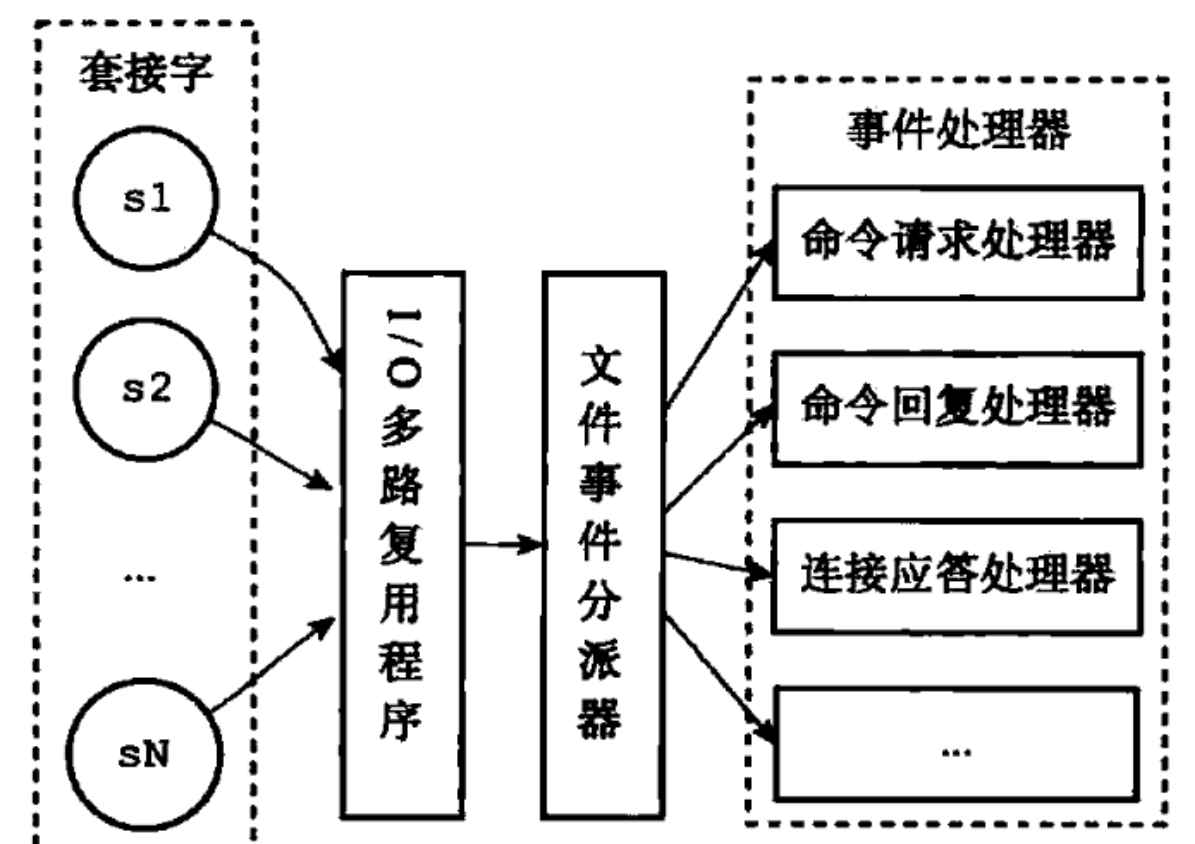 套接字
s1
s2
...
sN
I/O多路复用程序
文件事件分派器
事件处理器
命令请求处理器
命令回复处理器
连接应答处理器
...